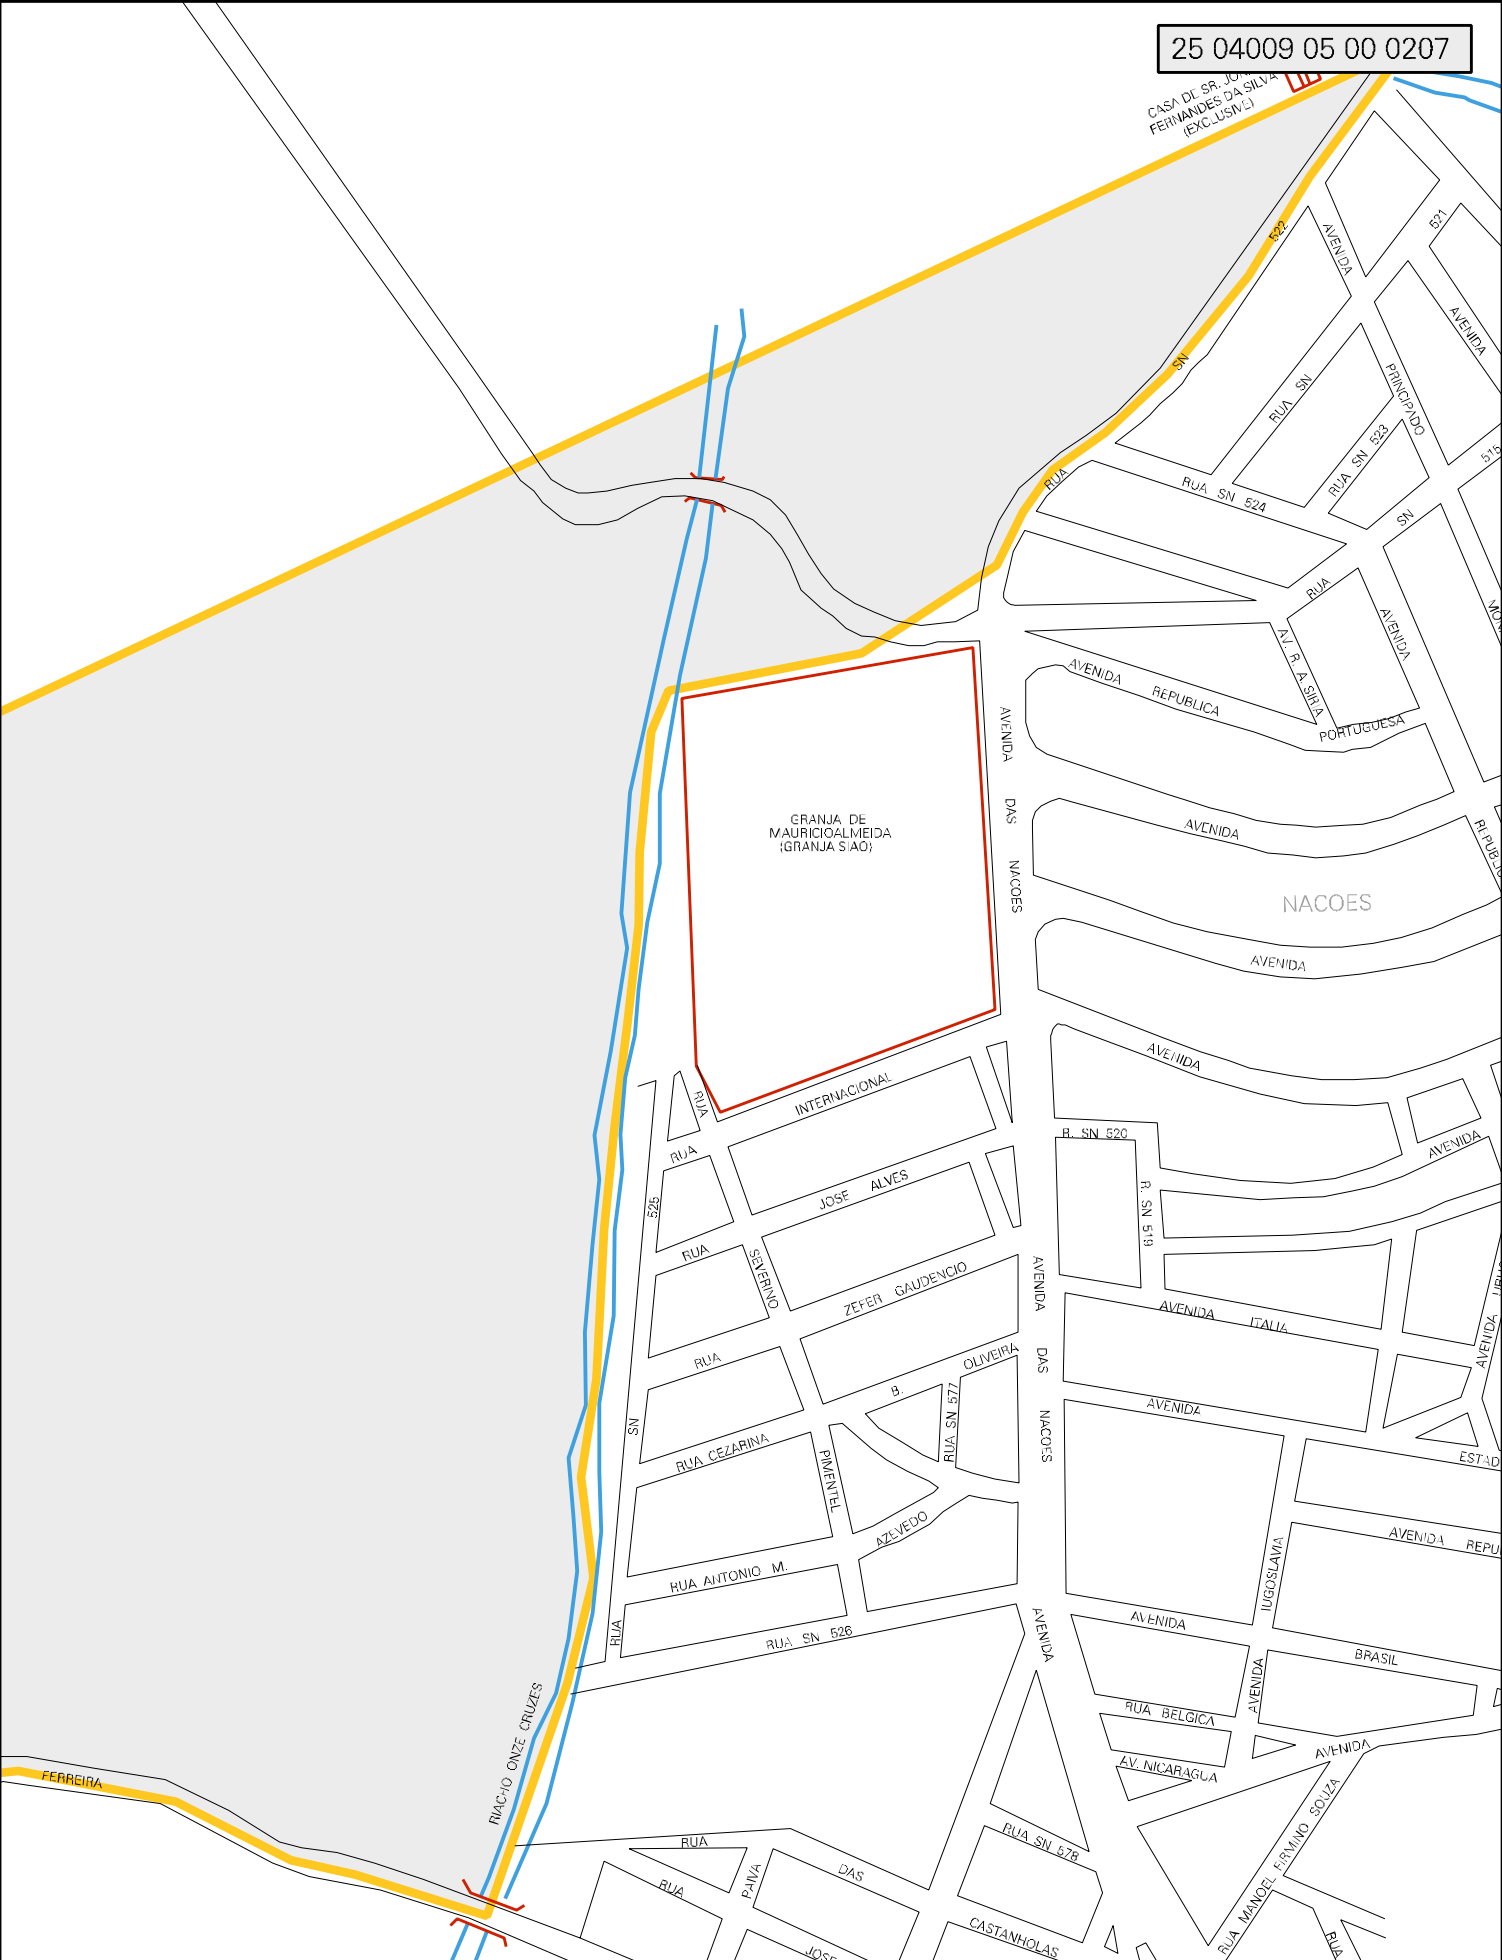 25 04009 05 00 0207
CASA DE SR. 
FERNANDES DA SILVA
(EXCLUSIVE)
521
522
AVENIDA
AVENIDA
SN
RUA SN
PRINCIPADO
RUA SN 523
515
RUA
RUA SN 524
SN
RUA
AVENIDA
AV. R. A. SIRIA
AVENIDA REPUBLICA
PORTUGUESA
AVENIDA DAS NACOES
GRANJA DE
MAURICIOALMEIDA
(GRANJA SIAO)
AVENIDA
NACOES
AVENIDA
AVENIDA
INTERNACIONAL
RUA
R. SN 520
AVENIDA
RUA
JOSE ALVES
R. SN 519
525
RUA
SEVERINO
ZEFER GAUDENCIO
AVENIDA DAS NACOES
AVENIDA ITALIA
AVENIDA
RUA
OLIVEIRA
B.
RUA SN 577
AVENIDA
SN
RUA CEZARINA
PIMENTEL
ESTAD
AZEVEDO
AVENIDA REPU
IUGOSLAVIA
RUA ANTONIO M.
RUA
RUA SN 526
AVENIDA
AVENIDA
BRASIL
AVENIDA
RUA BELGICA
AVENIDA
AV. NICARAGUA
RIACHO ONZE CRUZES
FERREIRA
RUA MANOEL FIRMINO SOUZA
RUA
DAS
RUA SN 578
RUA
PAIVA
CASTANHOLAS
JOSE
RUA